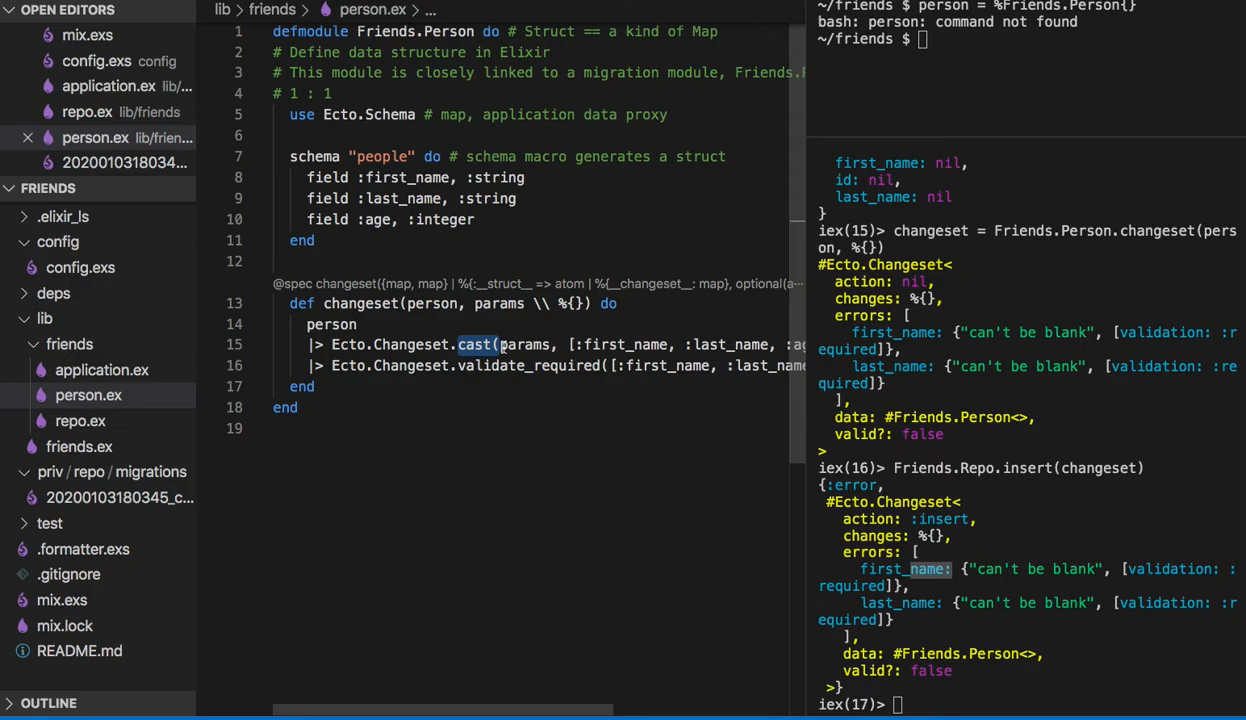 OPEN EDITORS
mix.exs
config.exs config
application.ex lib/...
repo.ex lib/friends
person.ex lib/frien...
2020010318034...
FRIENDS
.elixir_ls
config
config.exs
deps
lib
friends
application.ex
person.ex
repo.ex
friends.ex
priv / repo / migrations
20200103180345_c...
test
.formatter.exs
.gitignore
mix.exs
mix.lock
README.md
OUTLINE
lib > friends > person.ex > ...
1 defmodule Friends.Person do # Struct == a kind of Map
2 # Define data structure in Elixir
3 # This module is closely linked to a migration module, Friends.
4 # 1 : 1
5 use Ecto.Schema # map, application data proxy
6
7 schema "people" do # schema macro generates a struct
8 field :first_name, :string
9 field :last_name, :string
10 field :age, :integer
11 end
12
@spec changeset({map, map} | %{:__struct__ => atom | %{__changeset__: map}, optional(a···
13 def changeset(person, params \\ %{}) do
14 person
15 |> Ecto.Changeset.cast(params, [:first_name, :last_name, :ag
16 |> Ecto.Changeset.validate_required([:first_name, :last_name
17 end
18 end
19
~/friends $ person = %Friends.Person{}
bash: person: command not found
~/friends $
first_name: nil,
id: nil,
last_name: nil
}
iex(15)> changeset = Friends.Person.changeset(pers
on, %{})
#Ecto.Changeset<
action: nil,
changes: %{},
errors: [
first_name: {"can't be blank", [validation: :r
equired]},
last_name: {"can't be blank", [validation: :re
quired]}
],
data: #Friends.Person<>,
valid?: false
>
iex(16)> Friends.Repo.insert(changeset)
{:error,
#Ecto.Changeset<
action: :insert,
changes: %{},
errors: [
first_name: {"can't be blank", [validation: :
required]},
last_name: {"can't be blank", [validation: :r
equired]}
],
data: #Friends.Person<>,
valid?: false
>}
iex(17)>